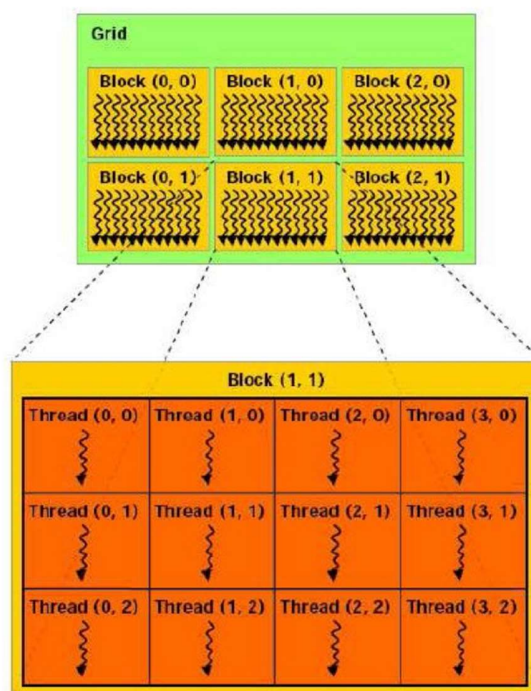 Grid
Block (0, 0) Block (1, 0) Block (2, 0)
Block (0, 1) Block (1, 1) Block (2, 1)
Block (1, 1)
Thread (0, 0) Thread (1, 0) Thread (2, 0) Thread (3, 0)
Thread (0, 1) Thread (1, 1) Thread (2, 1) Thread (3, 1)
Thread (0, 2) Thread (1, 2) Thread (2, 2) Thread (3, 2)